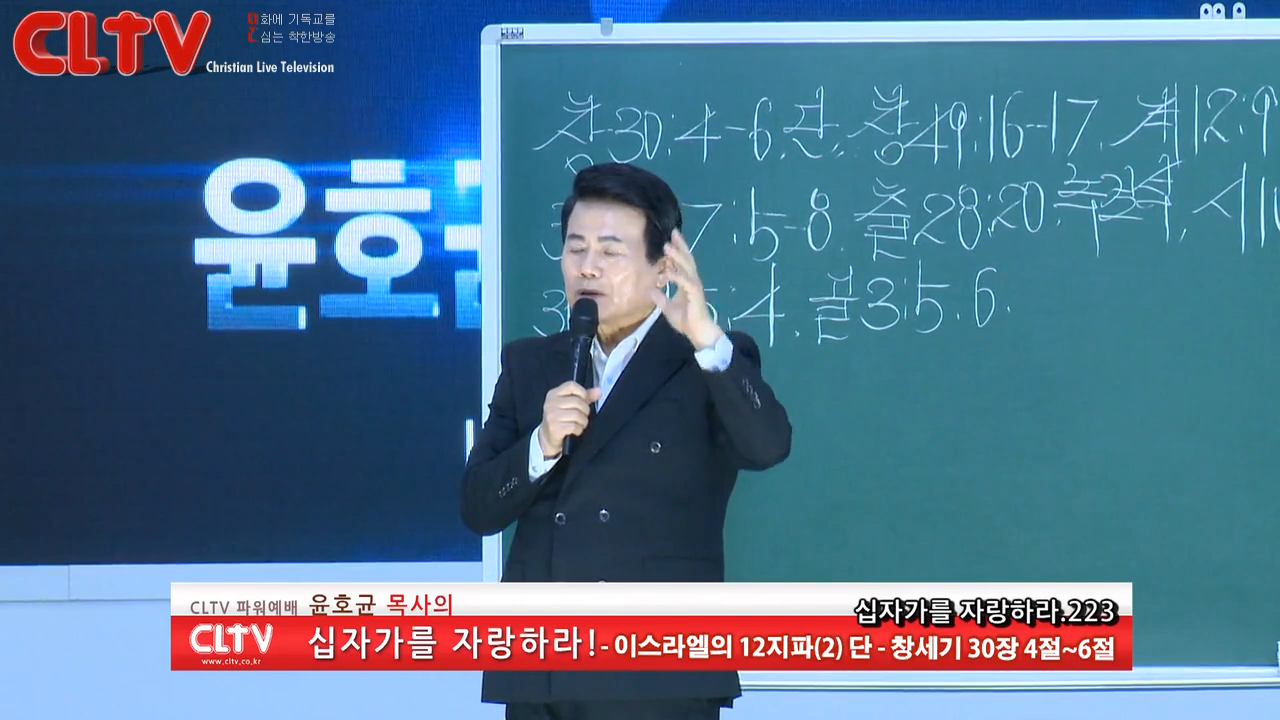 CLTV
문화에 기독교를
심는 착한방송
Christian Live Television
윤호
창30:4-6,단, 창49:16-17, 계12:9
7:5-8. 출28:20.
:4. 골3:5.6.
CLTV 파워예배 윤호균 목사의
십자가를 자랑하라.223
CLTV
www.cltv.co.kr
십자가를 자랑하라!- 이스라엘의 12지파(2) 단 - 창세기 30장 4절~6절